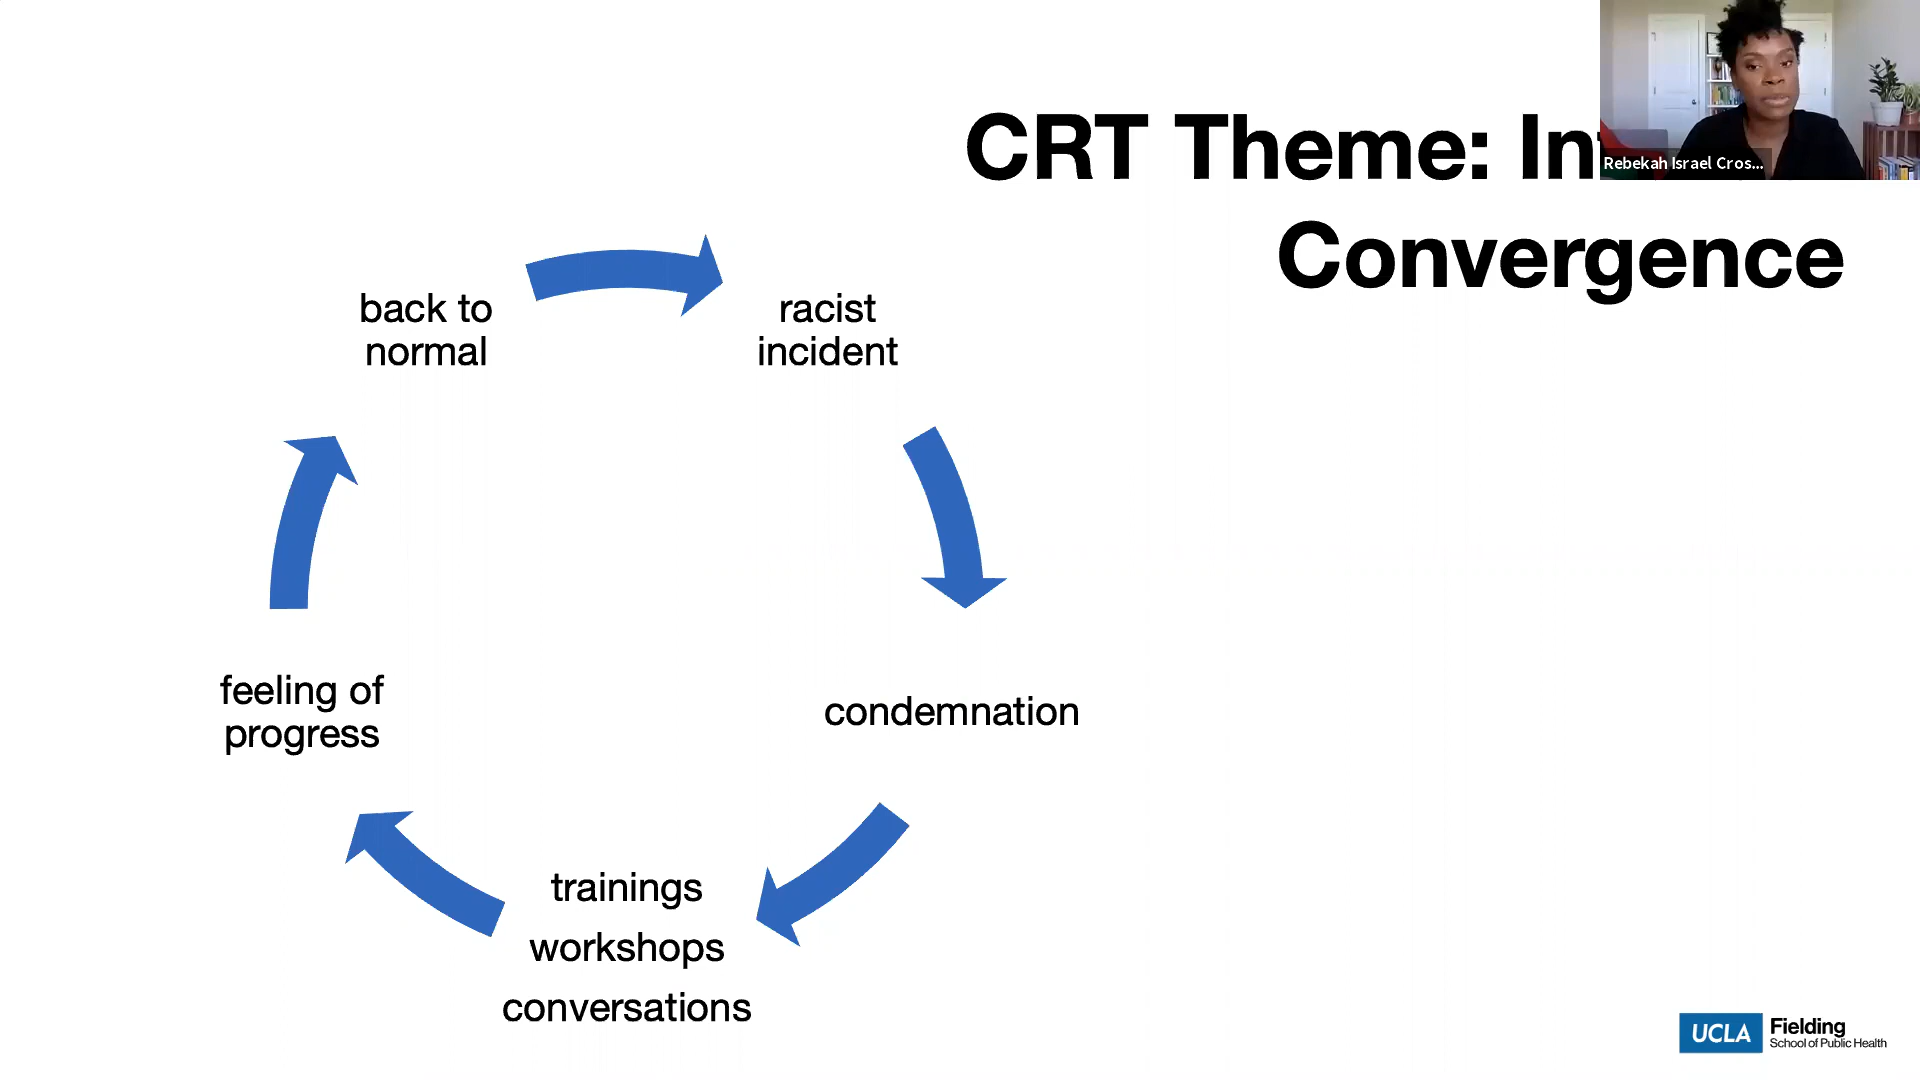 CRT Theme: In
Convergence
Rebekah Israel Cros...
back to
normal
racist
incident
condemnation
trainings
workshops
conversations
feeling of
progress
UCLA Fielding
School of Public Health